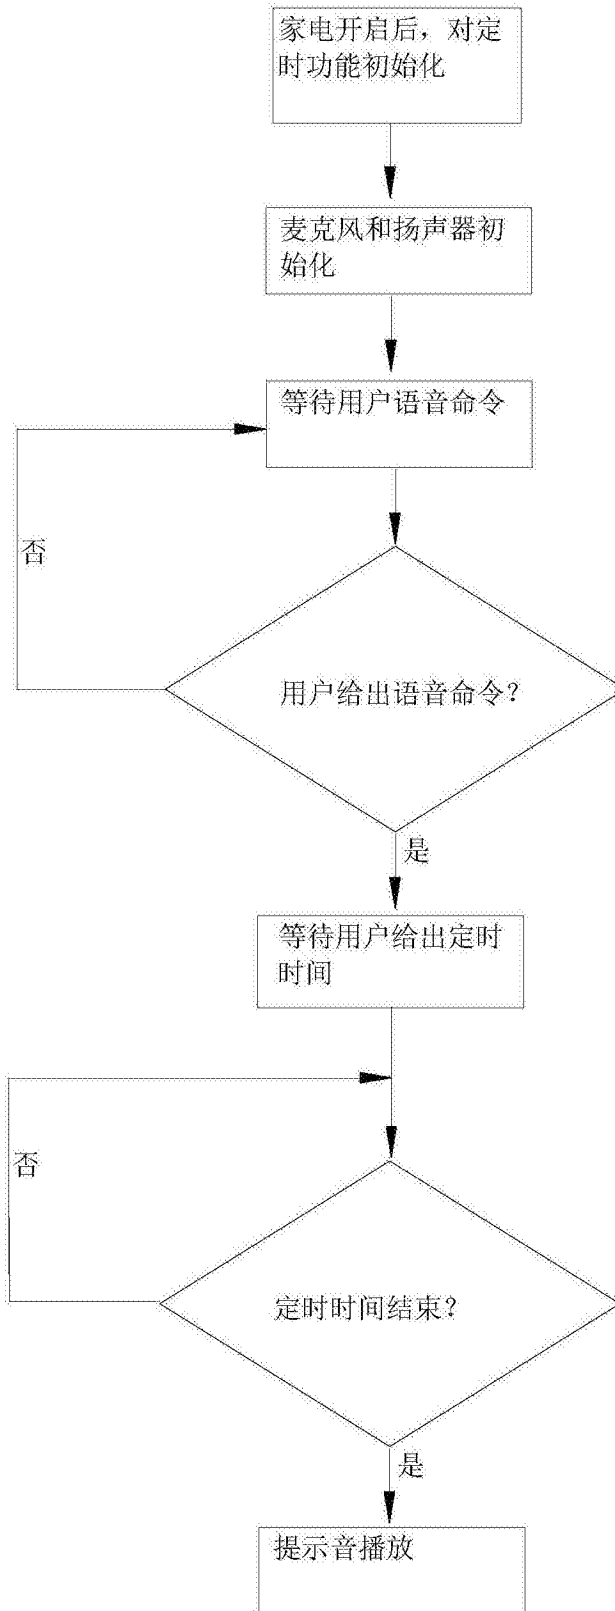 家电开启后，对定
时功能初始化
麦克风和扬声器初
始化
等待用户语音命令
否
用户给出语音命令？
是
等待用户给出定时
时间
否
定时时间结束？
是
提示音播放